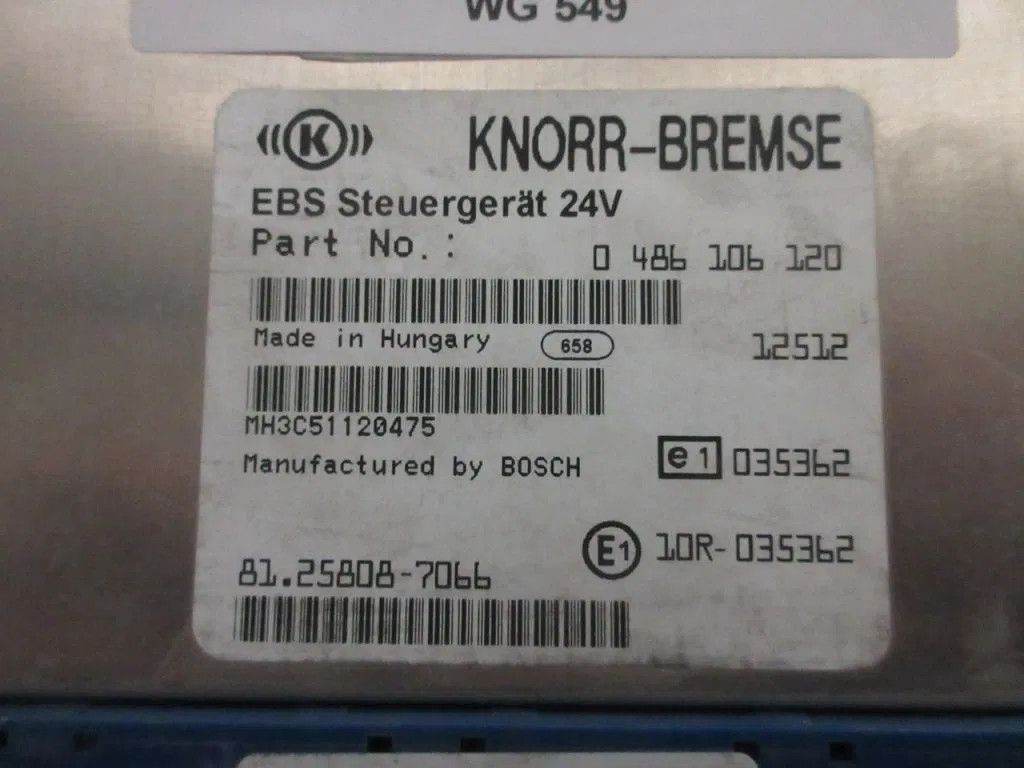 WG 549
K KNORR-BREMSE
EBS Steuergerät 24V
Part No.: 0 486 106 120
Made in Hungary 658 12512
MH3C51120475
Manufactured by BOSCH e1 035362
E1 10R-035362
81.25808-7066